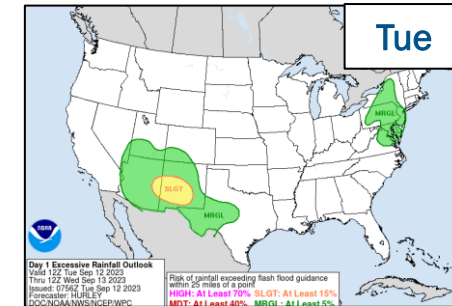 Tue
MRGL
SLGT
MRGL
NOAA
Day 1 Excessive Rainfall Outlook
Valid 12Z Tue Sep 12 2023
Thru 12Z Wed Sep 13 2023
Issued: 0756Z Tue Sep 12 2023
Forecaster: HURLEY
DOC/NOAA/NWS/NCEP/WPC
Risk of rainfall exceeding flash flood guidance
within 25 miles of a point
HIGH: At Least 70% SLGT: At Least 15%
MDT: At Least 40% MRGL: At Least 5%